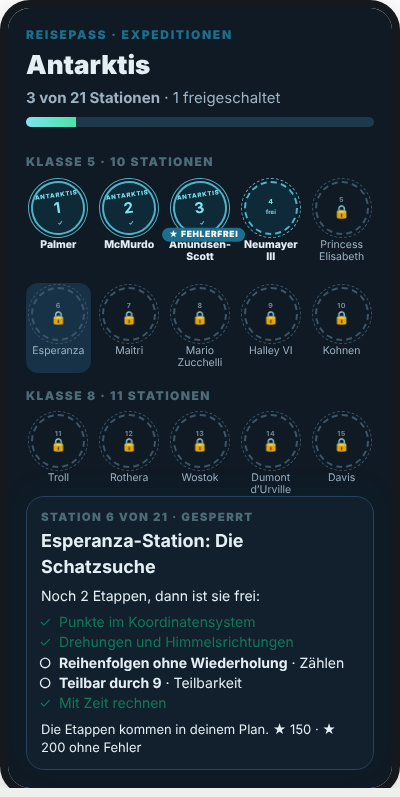 REISEPASS · EXPEDITIONEN
Antarktis
3 von 21 Stationen · 1 freigeschaltet
KLASSE 5 · 10 STATIONEN
ANTARKTIS ANTARKTIS ANTARKTIS
1 2 3 4 5
✓ ✓ ✓ frei
★ FEHLERFREI
Palmer McMurdo Amundsen- Neumayer Princess
Scott III Elisabeth
6 7 8 9 10
Esperanza Maitri Mario Halley VI Kohnen
Zucchelli
KLASSE 8 · 11 STATIONEN
11 12 13 14 15
Troll Rothera Wostok Dumont Davis
d'Urville
STATION 6 VON 21 · GESPERRT
Esperanza-Station: Die
Schatzsuche
Noch 2 Etappen, dann ist sie frei:
✓ Punkte im Koordinatensystem
✓ Drehungen und Himmelsrichtungen
○ Reihenfolgen ohne Wiederholung · Zählen
○ Teilbar durch 9 · Teilbarkeit
✓ Mit Zeit rechnen
Die Etappen kommen in deinem Plan. ★ 150 · ★
200 ohne Fehler